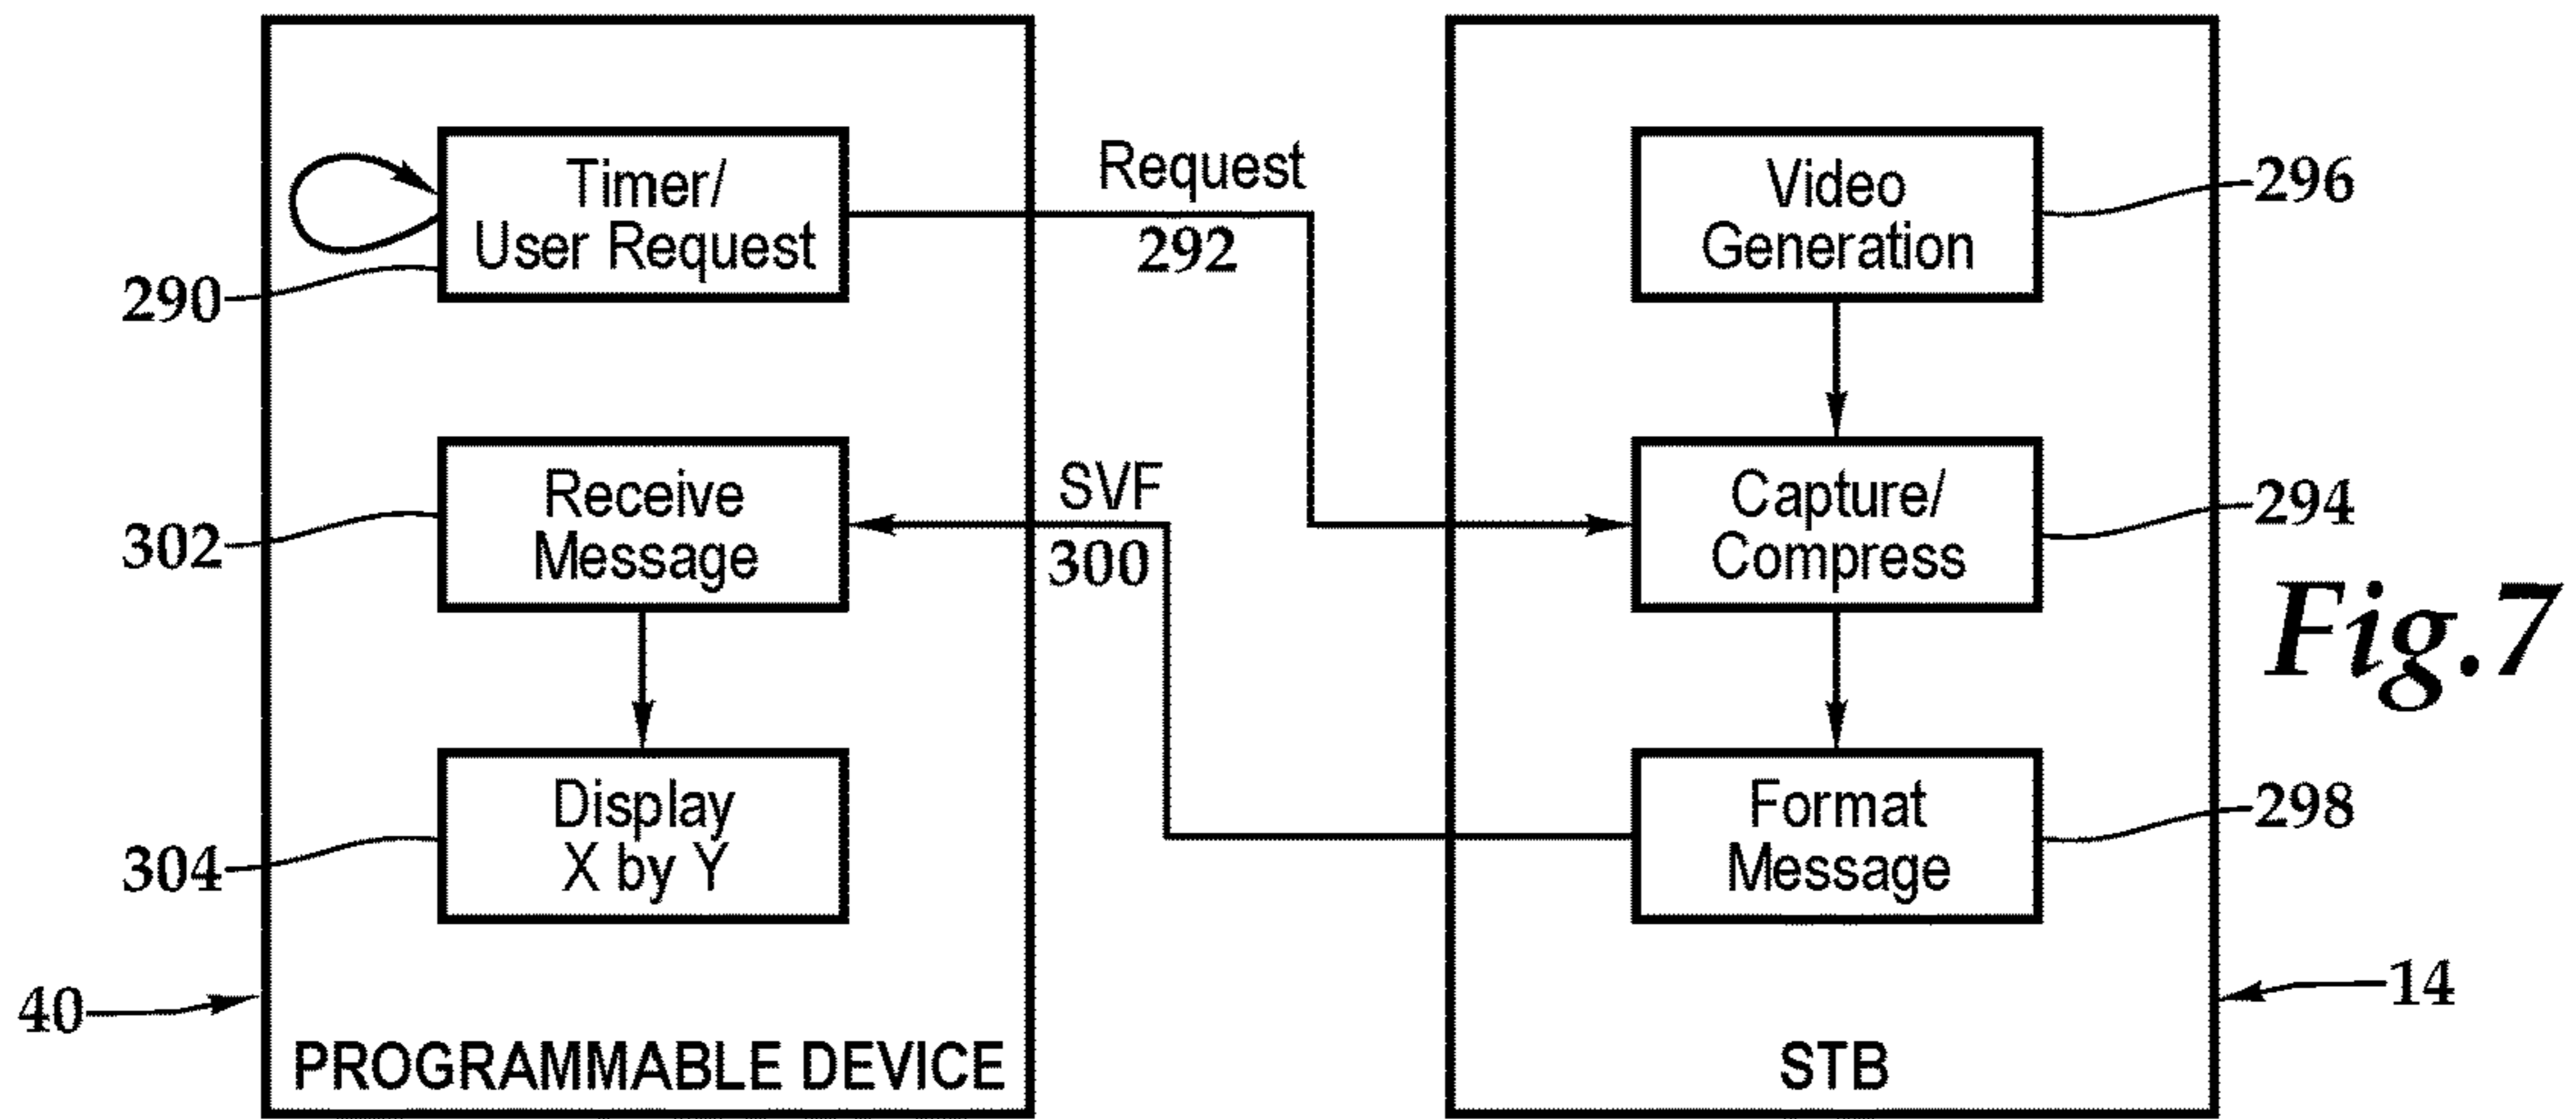 Timer/
User Request
290
Request
292
Video
Generation
296
Receive
Message
302
SVF
300
Capture/
Compress
294
Fig.7
Display
X by Y
304
Format
Message
298
40
PROGRAMMABLE DEVICE
STB
14